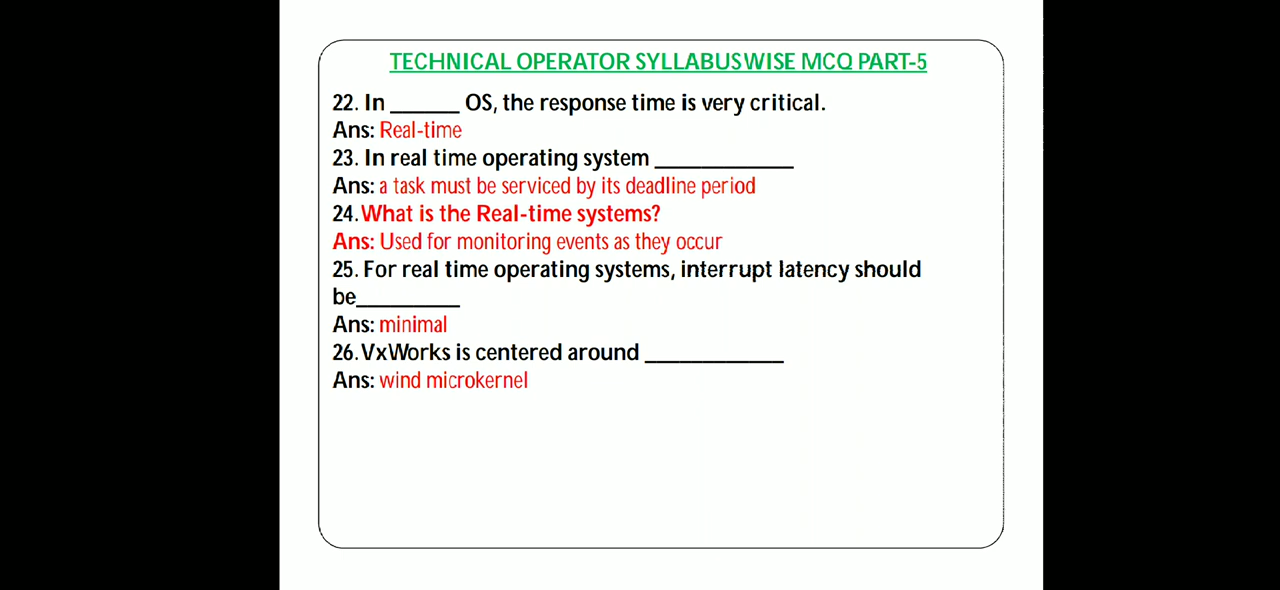 TECHNICAL OPERATOR SYLLABUSWISE MCQ PART-5
22. In ______ OS, the response time is very critical.
Ans: Real-time
23. In real time operating system ____________
Ans: a task must be serviced by its deadline period
24.What is the Real-time systems?
Ans: Used for monitoring events as they occur
25. For real time operating systems, interrupt latency should
be_________
Ans: minimal
26.VxWorks is centered around ____________
Ans: wind microkernel